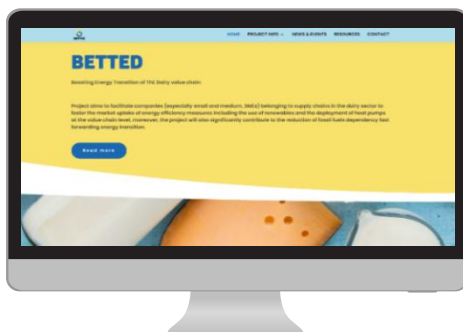 HOME PROJECT INFO NEWS & EVENTS RESOURCES CONTACT
BETTED
Boosting Energy Transition of THE Dairy value chain
Project aims to facilitate companies (especially small and medium, SMEs) belonging to supply chains in the dairy sector to
foster the market uptake of energy efficiency measures including the use of renewables and the deployment of heat pumps
at the value chain level, moreover, the project will also significantly contribute to the reduction of fossil fuels dependency fast
forwarding energy transition.
Read more